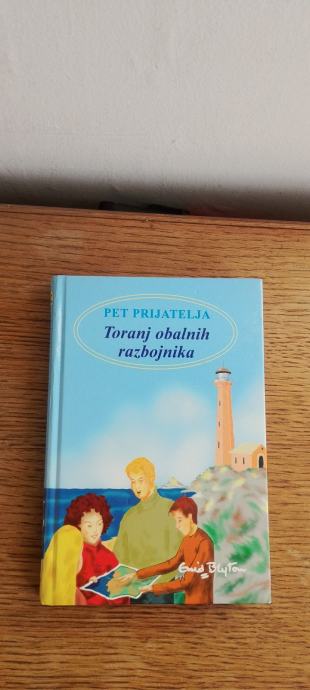 PET PRIJATELJA
Toranj obalnih
razbojnika
Enid Blyton